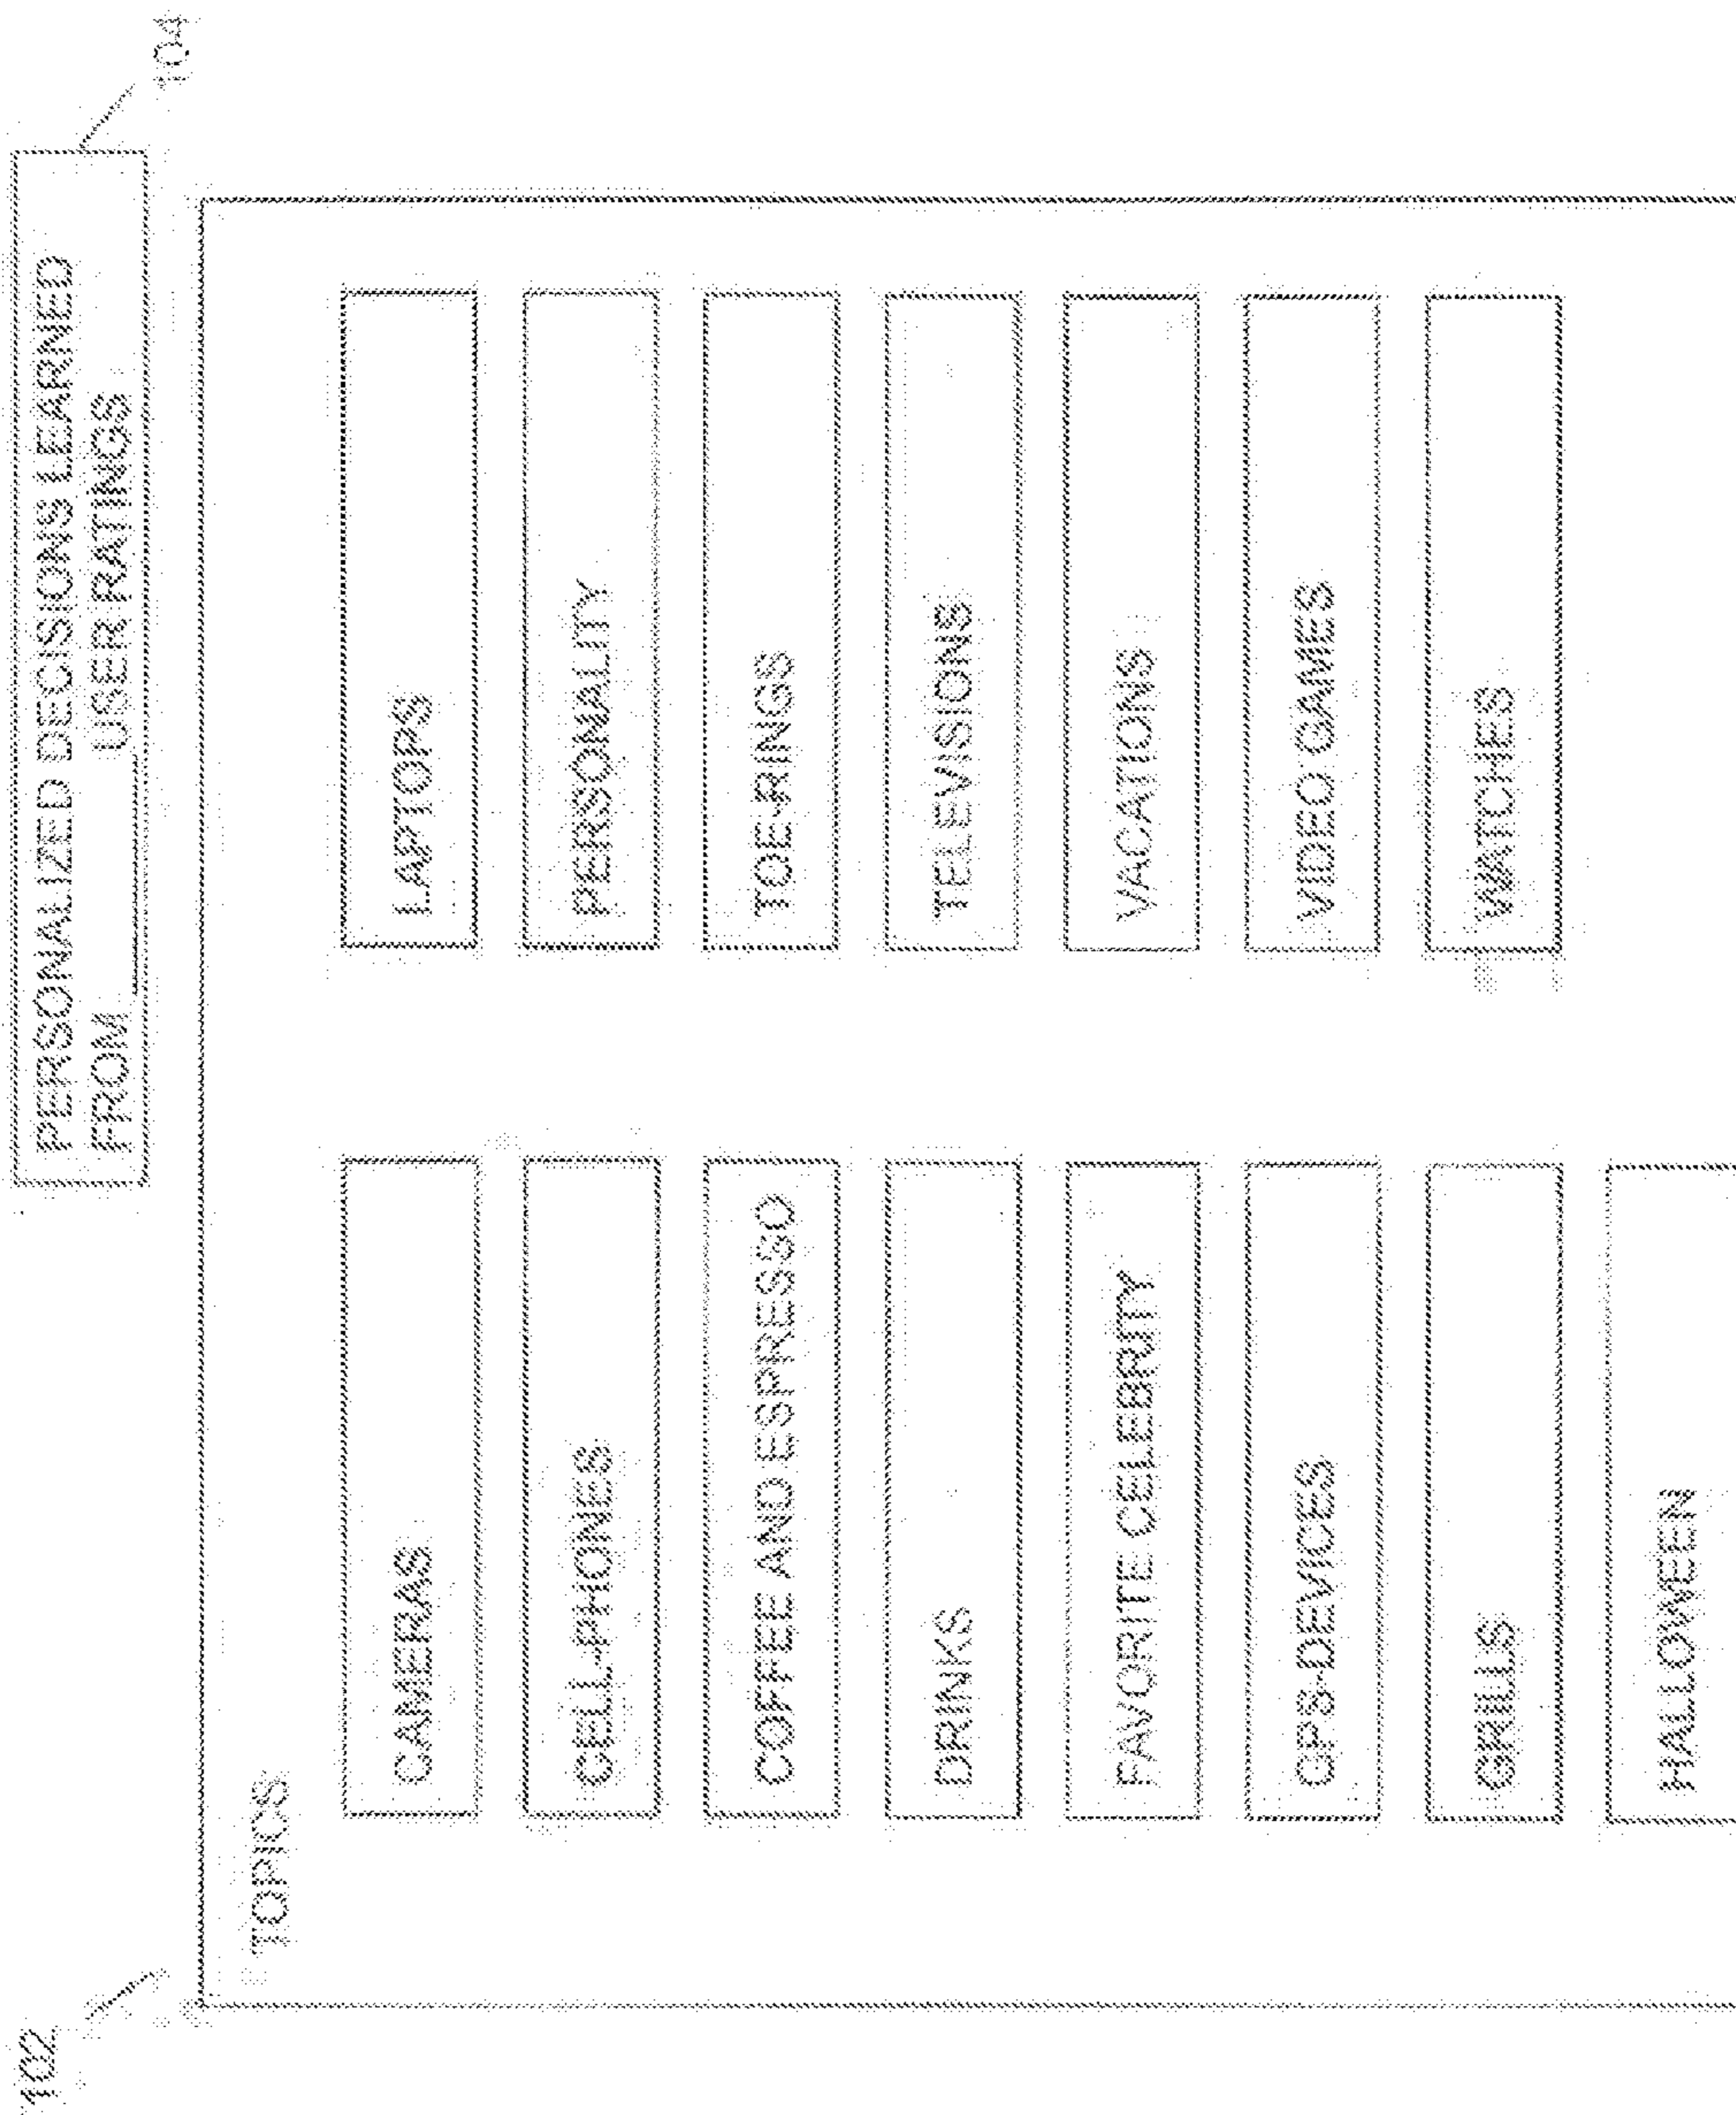 102
PERSONALIZED DECISIONS LEARNED
FROM ________ USER RATINGS
104
TOPICS
CAMERAS
CELL-PHONES
COFFEE AND ESPRESSO
DRINKS
FAVORITE CELEBRITY
GPS-DEVICES
GRILLS
HALLOWEEN
LAPTOPS
PERSONALITY
TOE-RINGS
TELEVISIONS
VACATIONS
VIDEO GAMES
WATCHES